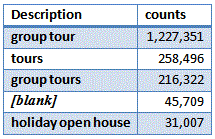 Description counts
group tour 1,227,351
tours 258,496
group tours 216,322
[blank] 45,709
holiday open house 31,007